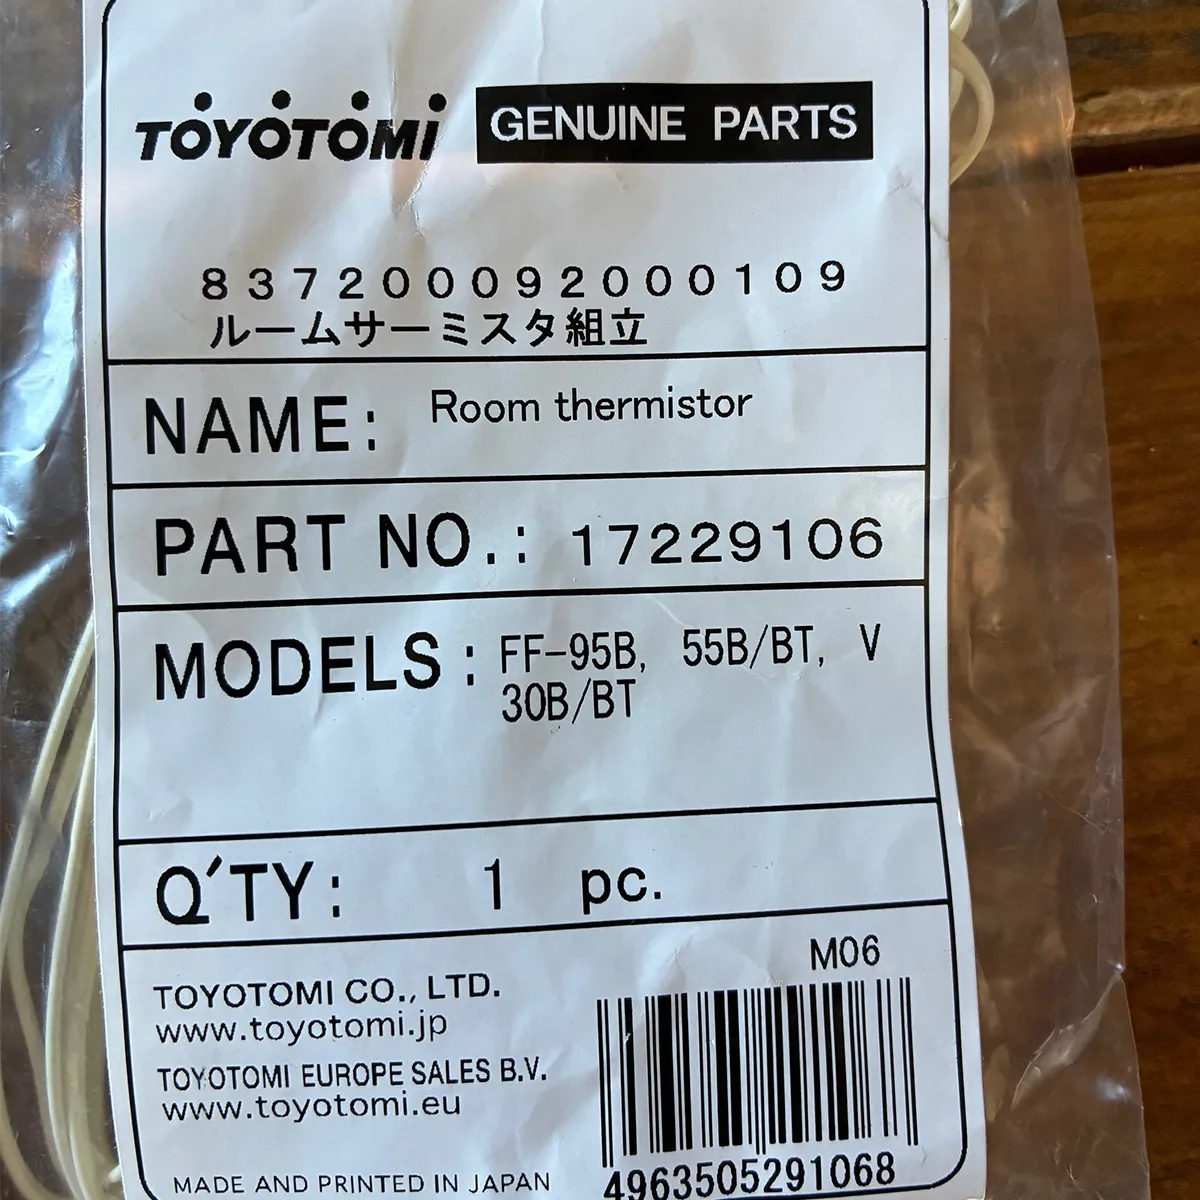 TOYOTOMI GENUINE PARTS
837200092000109
ルームサーミスタ組立
NAME: Room thermistor
PART NO.: 17229106
MODELS: FF-95B, 55B/BT, V
30B/BT
Q'TY: 1 pc.
M06
TOYOTOMI CO., LTD.
www.toyotomi.jp
TOYOTOMI EUROPE SALES B.V.
www.toyotomi.eu
MADE AND PRINTED IN JAPAN
4963505291068